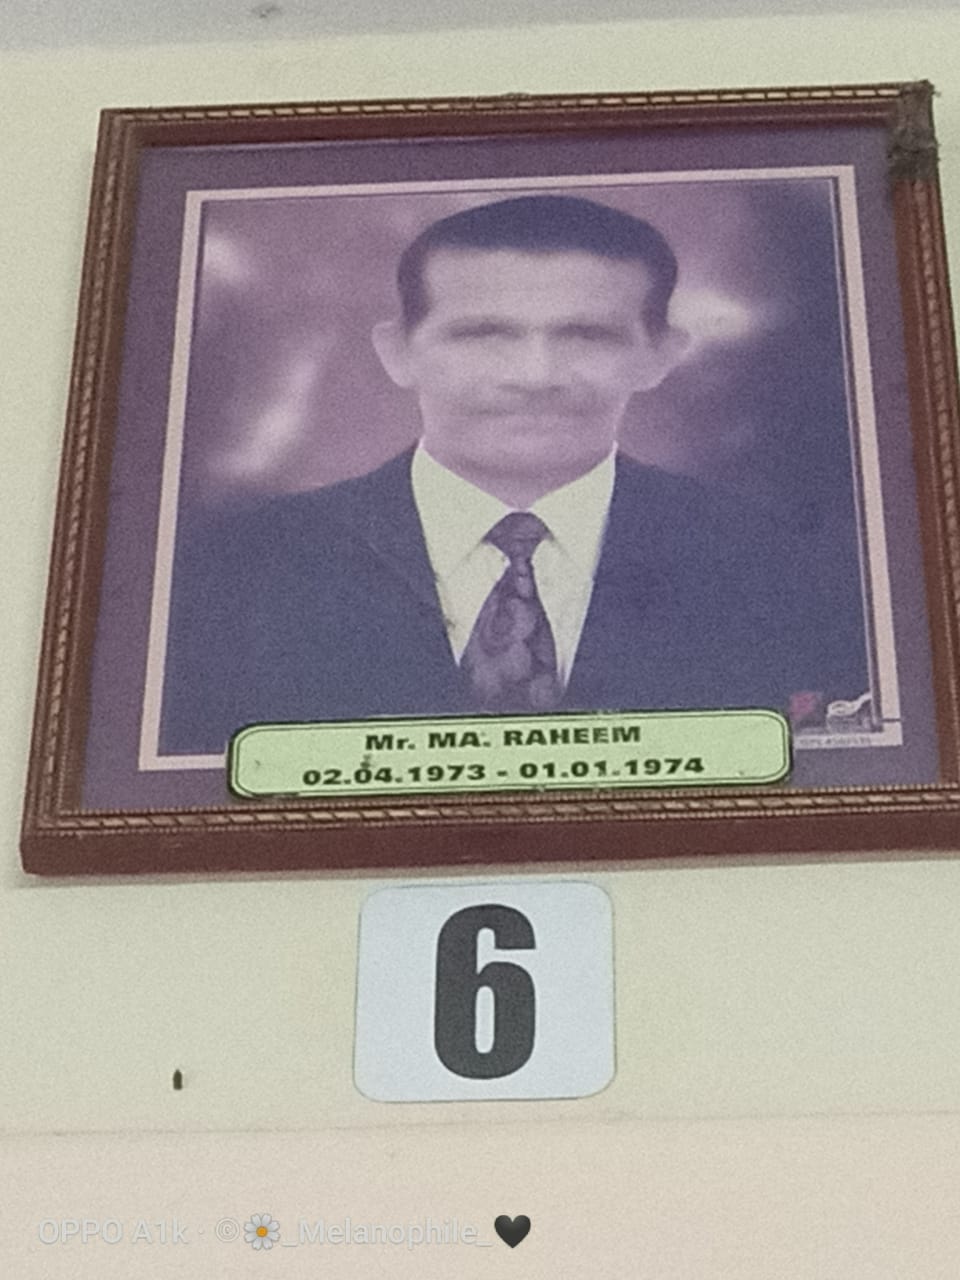 Mr. MA. RAHEEM
02.04.1973 - 01.01.1974
6
OPPO A1k · ©🌼_Melanophile_🖤